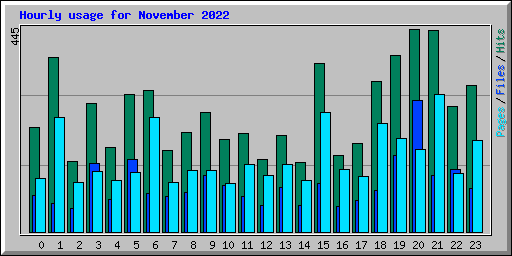 Hourly usage for November 2022
445
Pages/Files/Hits
0 1 2 3 4 5 6 7 8 9 10 11 12 13 14 15 16 17 18 19 20 21 22 23